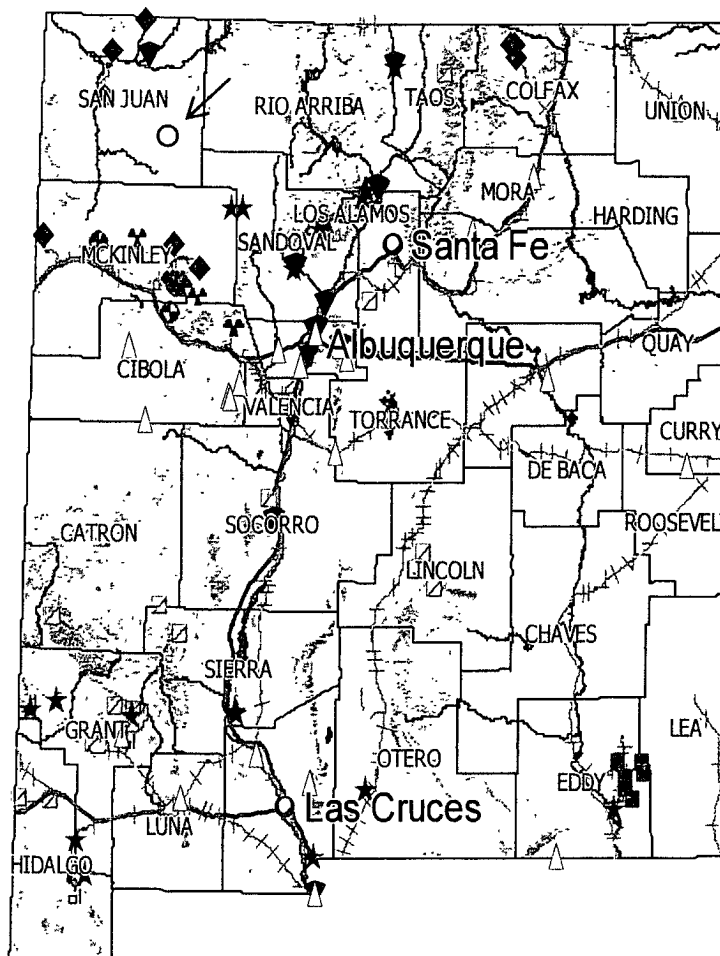 SAN JUAN
RIO ARRIBA
TAOS
COLFAX
UNION
MORA
LOS ALAMOS
HARDING
SANDOVAL
Santa Fe
MCKINLEY
Albuquerque
QUAY
CIBOLA
VALENCIA
TORRANCE
CURRY
DE BACA
SOCORRO
ROOSEVEL
CATRON
LINCOLN
CHAVES
SIERRA
GRANT
LEA
OTERO
EDDY
Las Cruces
LUNA
HIDALGO